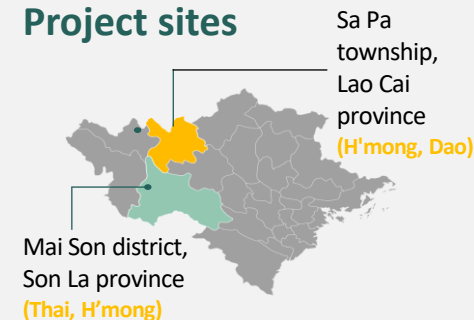 Project sites
Sa Pa
township,
Lao Cai
province
(H'mong, Dao)
Mai Son district,
Son La province
(Thai, H’mong)